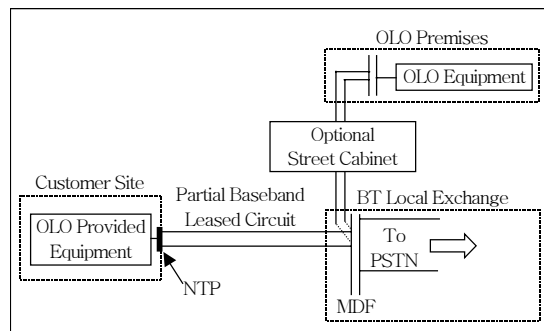 OLO Premises
OLO Equipment
Optional
Street Cabinet
Customer Site
Partial Baseband
Leased Circuit
BT Local Exchange
OLO Provided
Equipment
To
PSTN
NTP
MDF